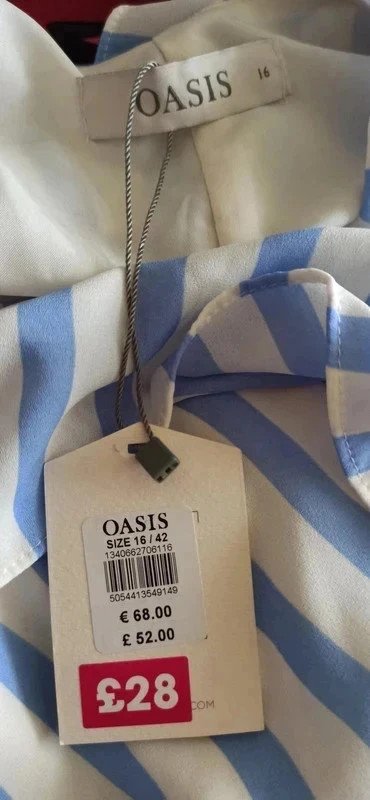 OASIS 16
OASIS
SIZE 16 / 42
1340662706116
5054413549149
€ 68.00
£ 52.00
£28
.COM